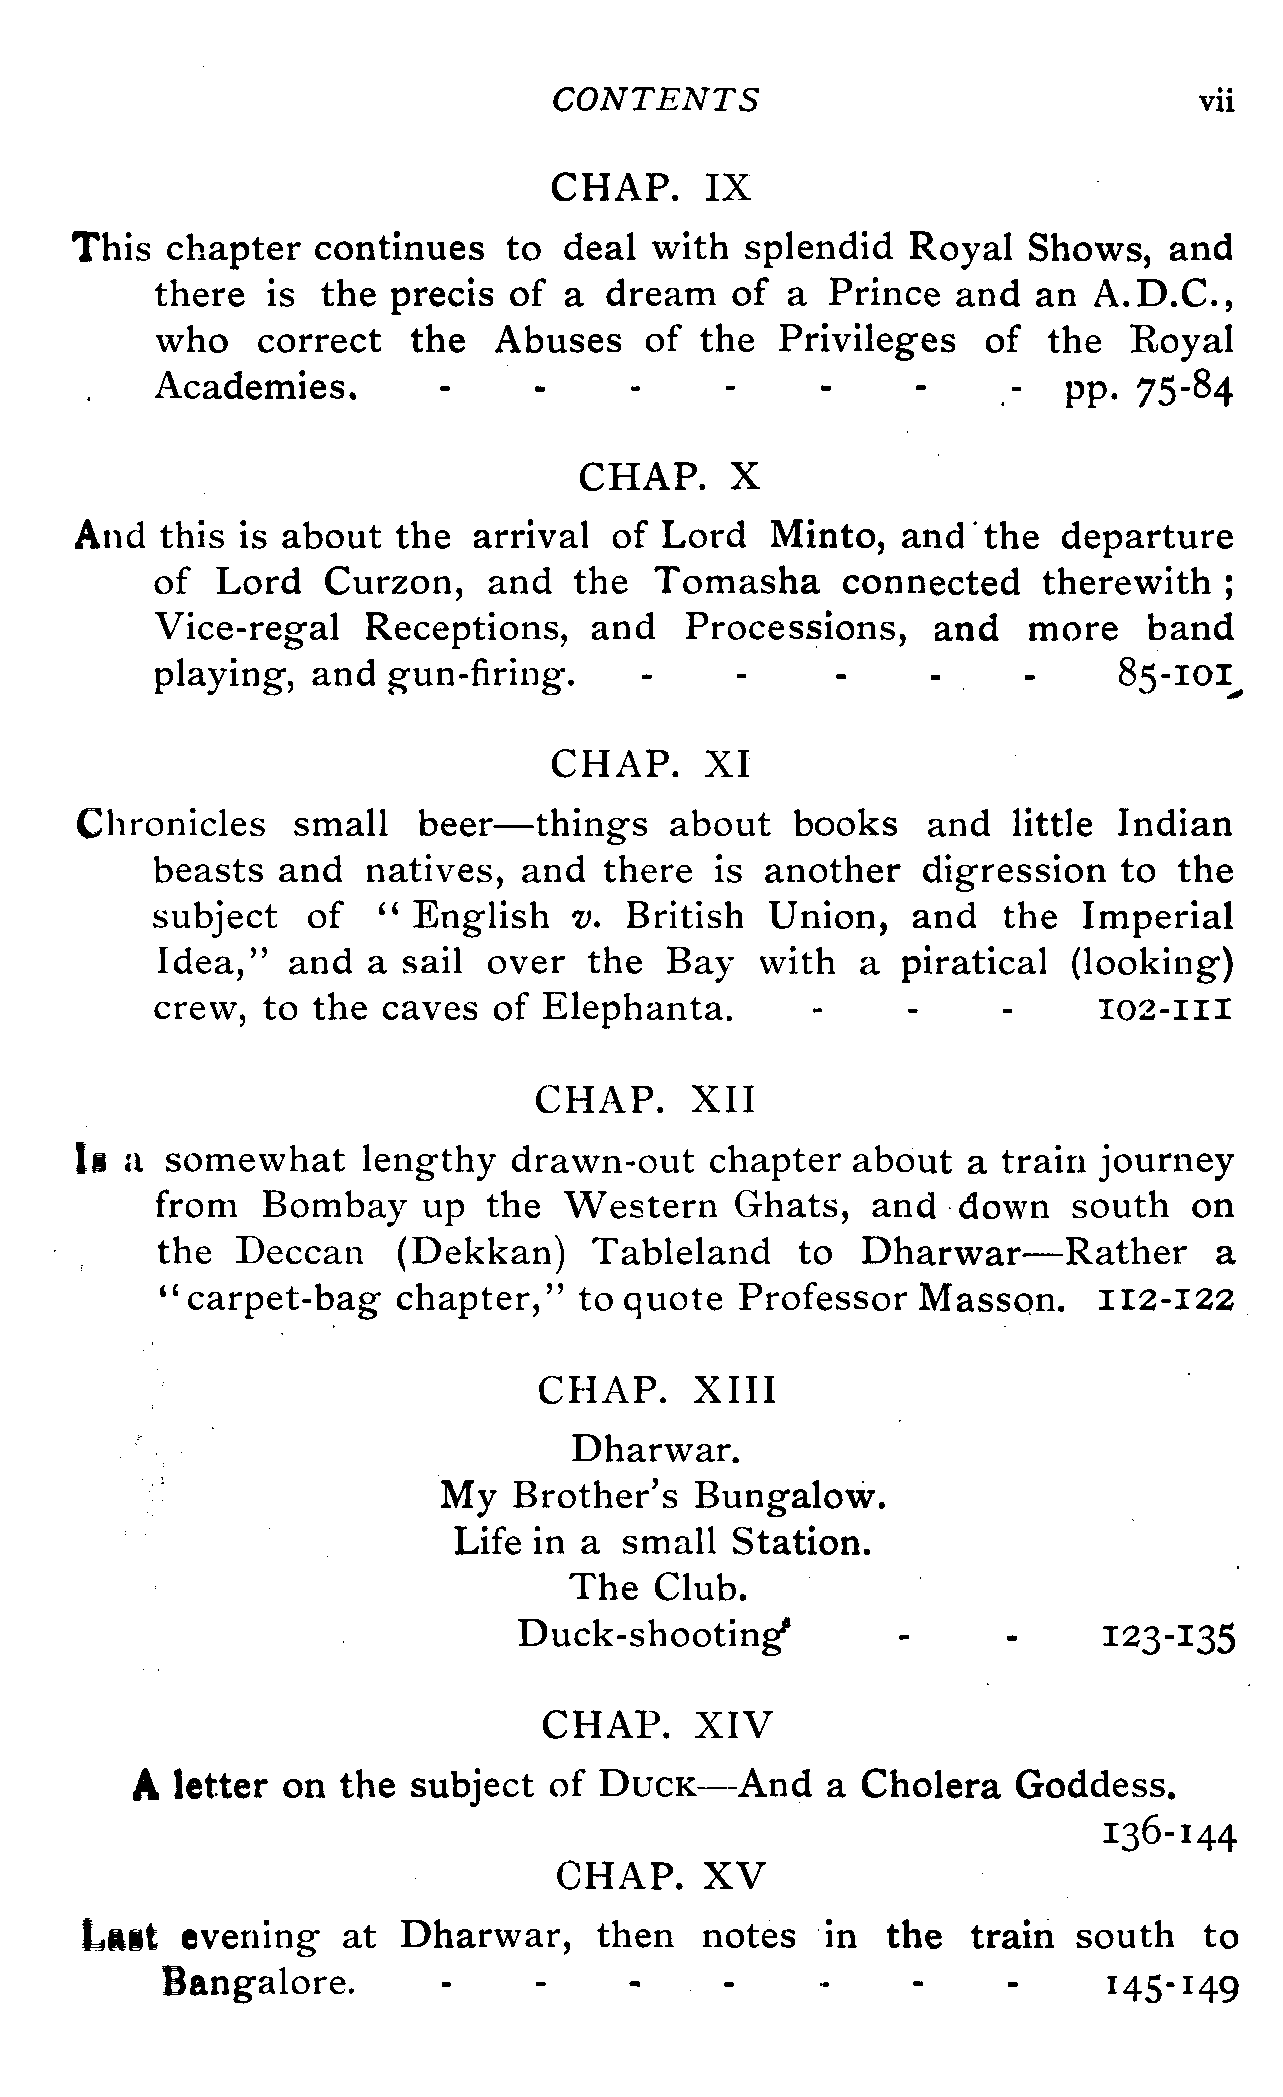 CONTENTS vii
CHAP. IX
This chapter continues to deal with splendid Royal Shows, and
there is the precis of a dream of a Prince and an A.D.C.,
who correct the Abuses of the Privileges of the Royal
Academies. - - - - - - - pp. 75-84
CHAP. X
And this is about the arrival of Lord Minto, and the departure
of Lord Curzon, and the Tomasha connected therewith ;
Vice-regal Receptions, and Processions, and more band
playing, and gun-firing. - - - - - 85-101
CHAP. XI
Chronicles small beer—things about books and little Indian
beasts and natives, and there is another digression to the
subject of “ English v. British Union, and the Imperial
Idea,” and a sail over the Bay with a piratical (looking)
crew, to the caves of Elephanta. - - - 102-111
CHAP. XII
Is a somewhat lengthy drawn-out chapter about a train journey
from Bombay up the Western Ghats, and down south on
the Deccan (Dekkan) Tableland to Dharwar—Rather a
“carpet-bag chapter,” to quote Professor Masson. 112-122
CHAP. XIII
Dharwar.
My Brother’s Bungalow.
Life in a small Station.
The Club.
Duck-shooting - - 123-135
CHAP. XIV
A letter on the subject of DUCK—And a Cholera Goddess.
136-144
CHAP. XV
Last evening at Dharwar, then notes in the train south to
Bangalore. - - - - - - - 145-149